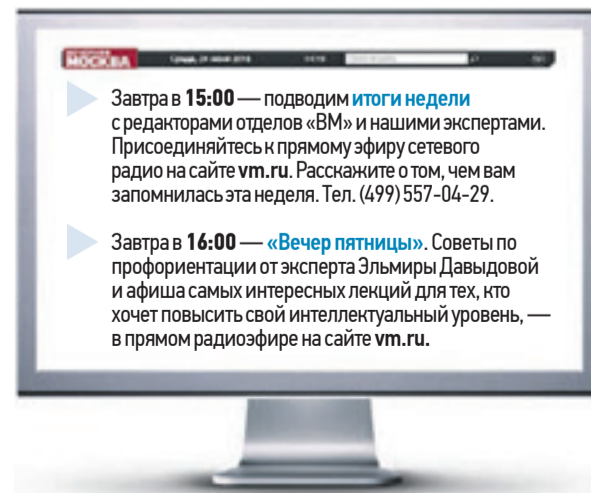 МОСКВА
Завтра в 15:00 — подводим итоги недели
с редакторами отделов «ВМ» и нашими экспертами.
Присоединяйтесь к прямому эфиру сетевого
радио на сайте vm.ru. Расскажите о том, чем вам
запомнилась эта неделя. Тел. (499) 557-04-29.
Завтра в 16:00 — «Вечер пятницы». Советы по
профориентации от эксперта Эльмиры Давыдовой
и афиша самых интересных лекций для тех, кто
хочет повысить свой интеллектуальный уровень, —
в прямом радиоэфире на сайте vm.ru.